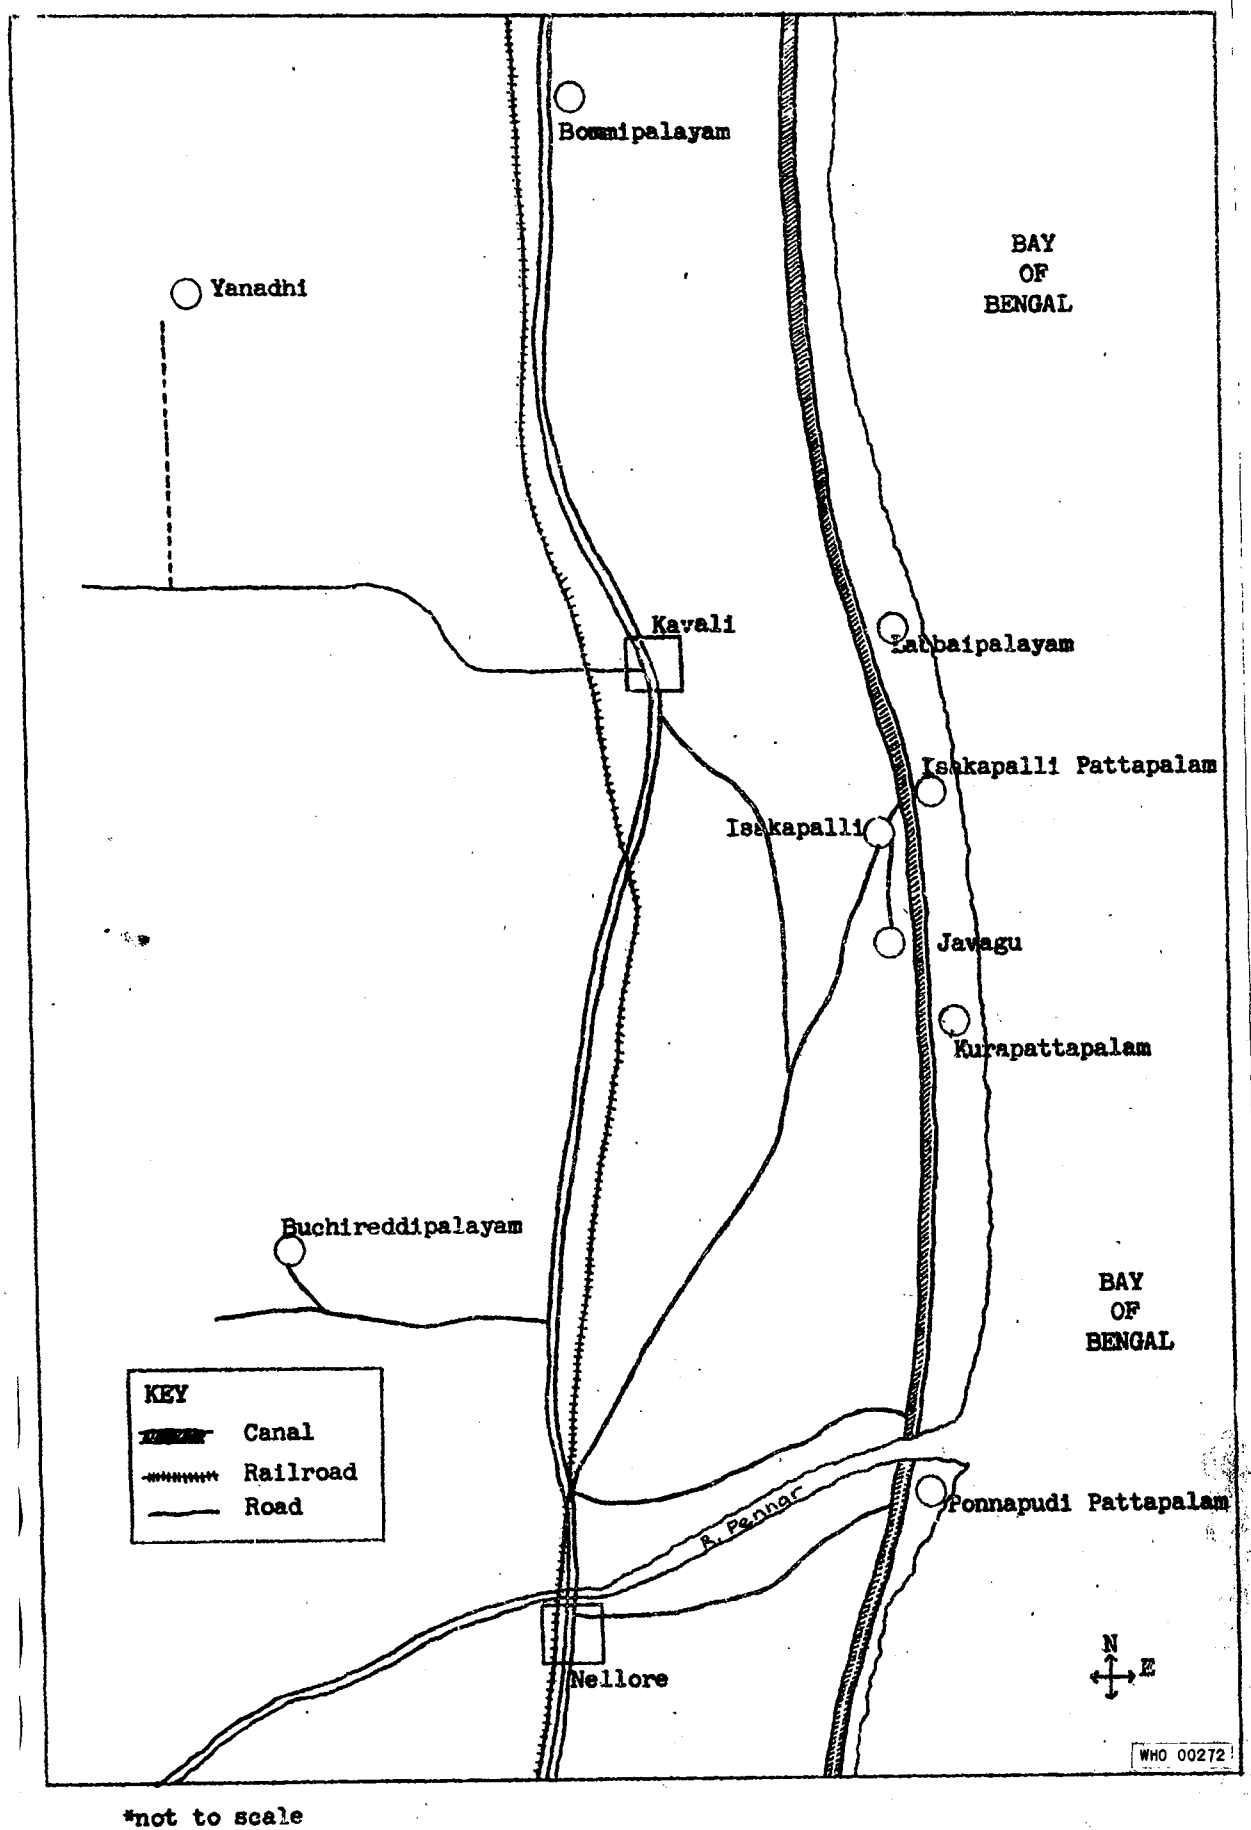 Bommipalayam
BAY
OF
BENGAL
Yanadhi
Kavali
Labbaipalayam
Isakapalli Pattapalam
Isakapalli
Javagu
Kurapattapalam
Buchireddipalayam
BAY
OF
BENGAL
KEY
Canal
Railroad
Road
R. Pennar
Ponnapudi Pattapalam
Nellore
N
E
WHO 00272
*not to scale